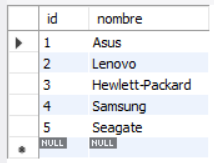 id nombre
1 Asus
2 Lenovo
3 Hewlett-Packard
4 Samsung
5 Seagate
NULL NULL